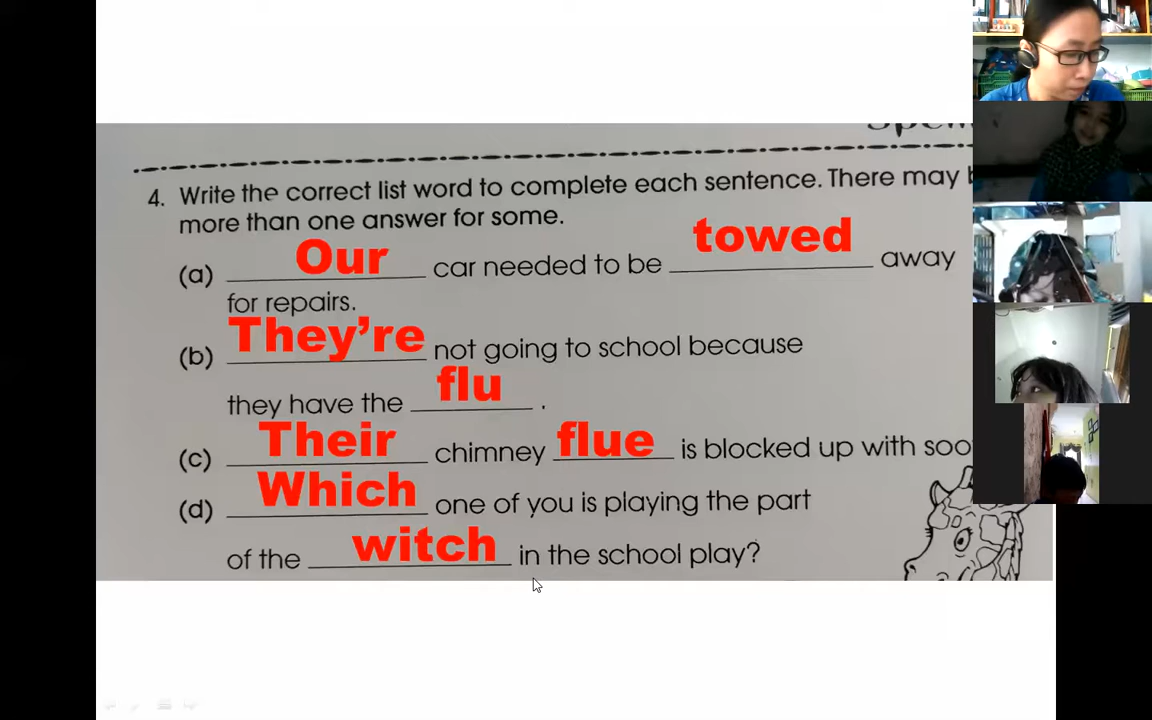 4. Write the correct list word to complete each sentence. There may
more than one answer for some.
(a) Our car needed to be towed away
for repairs.
(b) They're not going to school because
they have the flu .
(c) Their chimney flue is blocked up with
(d) Which one of you is playing the part
of the witch in the school play?